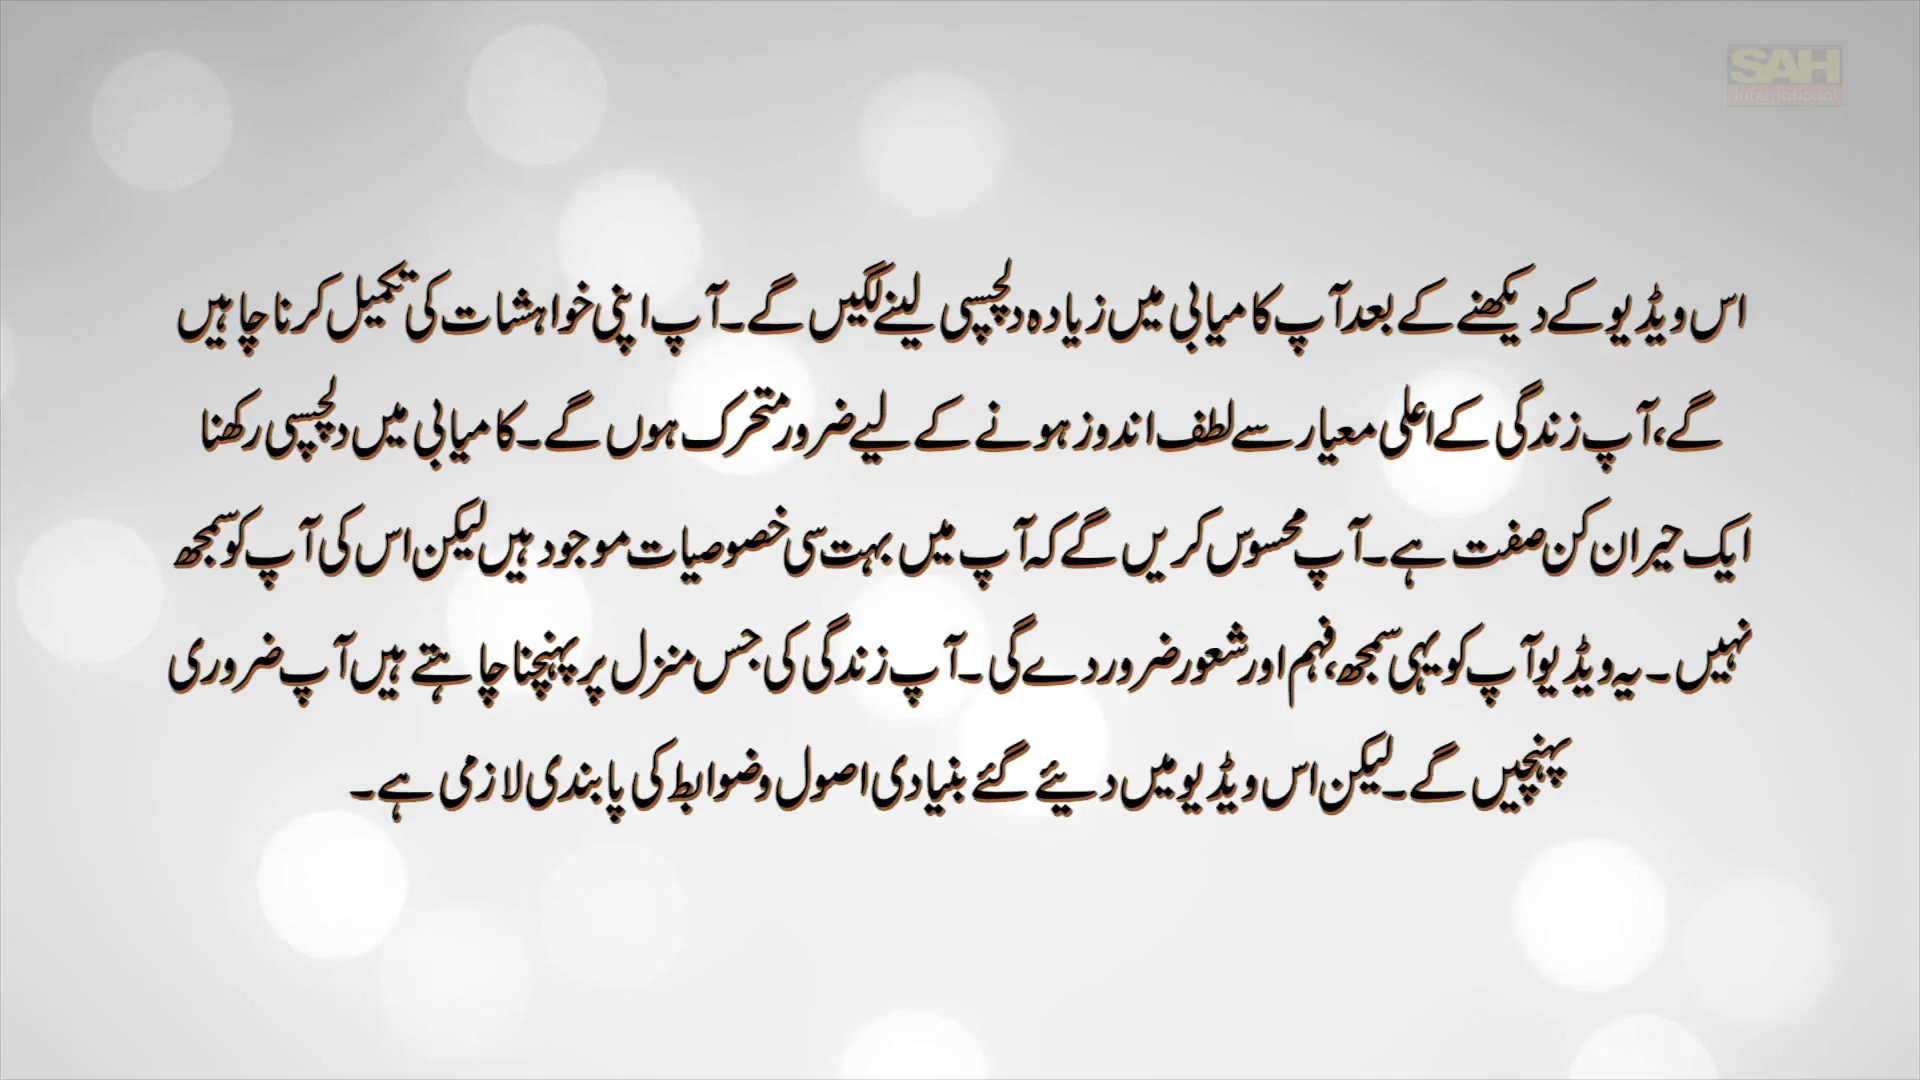 SAH
International
اس ویڈیو کے دیکھنے کے بعد آپ کامیابی میں زیادہ دلچسپی لینے لگیں گے۔ آپ اپنی خواہشات کی تکمیل کرنا چاہیں
گے، آپ زندگی کے اعلی معیار سے لطف اندوز ہونے کے لیے ضرور متحرک ہوں گے۔ کامیابی میں دلچسپی رکھنا
ایک حیران کن صفت ہے۔ آپ محسوس کریں گے کہ آپ میں بہت سی خصوصیات موجود ہیں لیکن اس کی آپ کو سمجھ
نہیں۔ یہ ویڈیو آپ کو یہی سمجھ، فہم اور شعور ضرور دے گی۔ آپ زندگی کی جس منزل پر پہنچنا چاہتے ہیں آپ ضروری
پہنچیں گے۔ لیکن اس ویڈیو میں دیئے گئے بنیادی اصول و ضوابط کی پابندی لازمی ہے۔